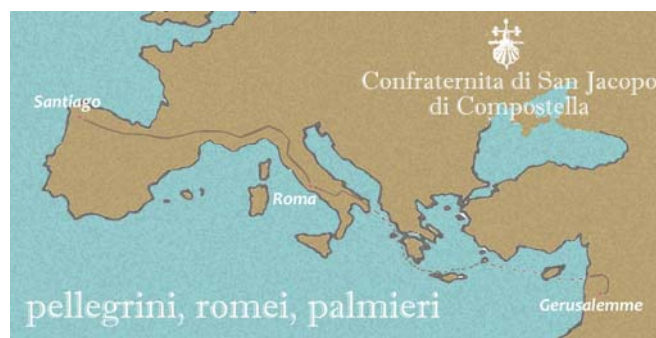 Confraternita di San Jacopo
di Compostella
Santiago
Roma
Gerusalemme
pellegrini, romei, palmieri